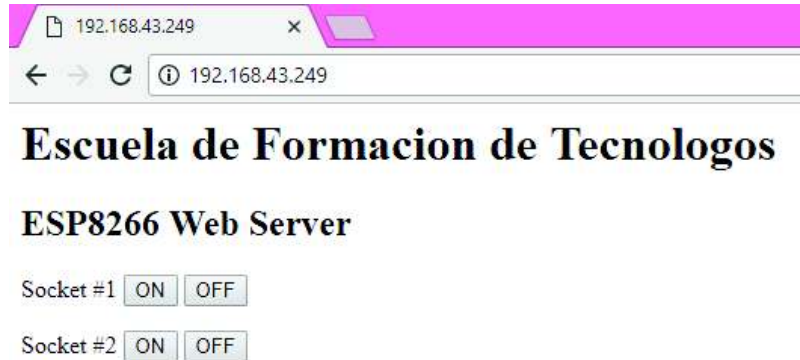 192.168.43.249
192.168.43.249
Escuela de Formacion de Tecnologos
ESP8266 Web Server
Socket #1 ON OFF
Socket #2 ON OFF